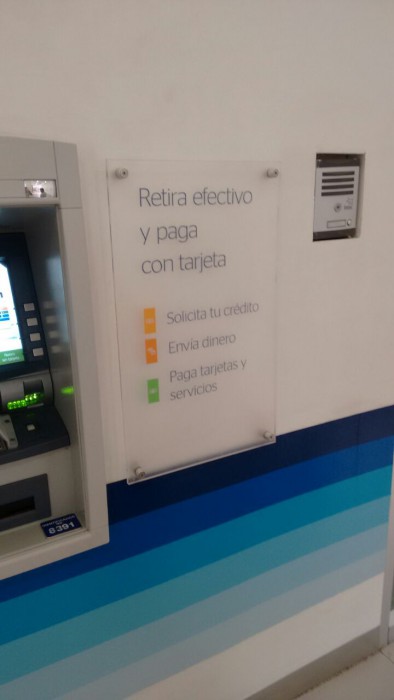 Retira efectivo
y paga
con tarjeta
Solicita tu crédito
Envía dinero
Paga tarjetas y
servicios
8391